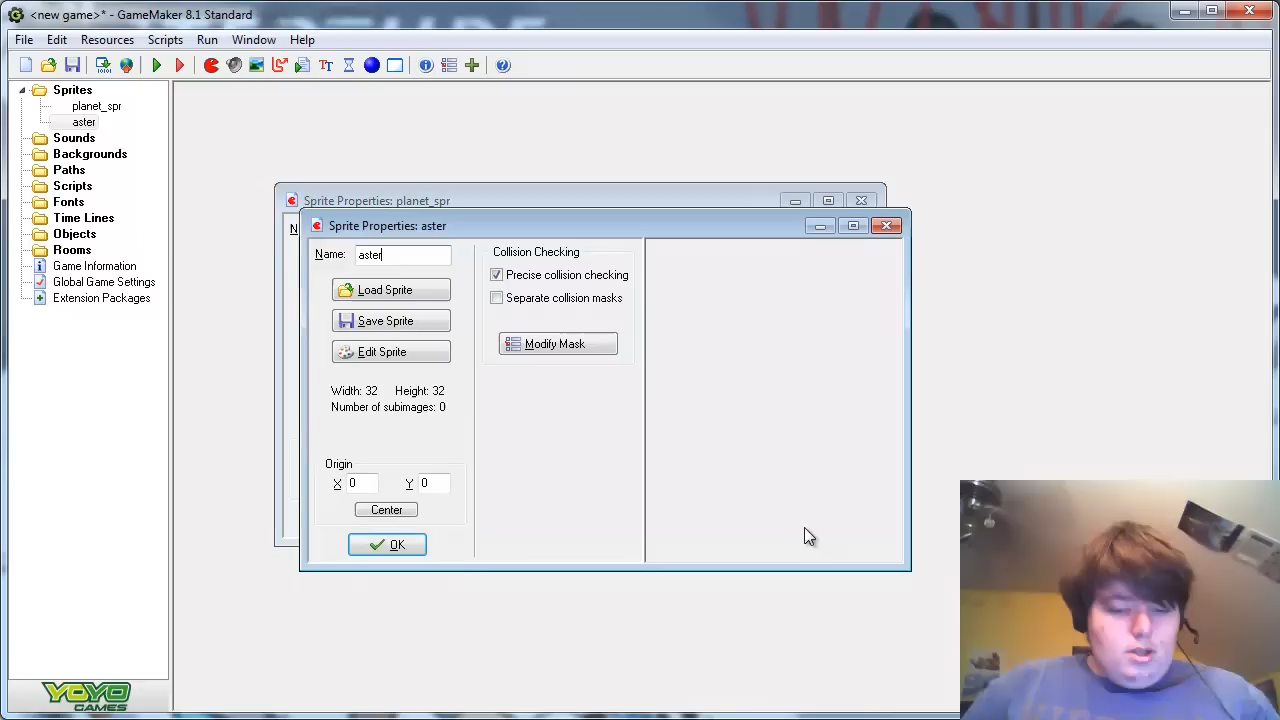 <new game>* - GameMaker 8.1 Standard
File Edit Resources Scripts Run Window Help
Sprites
planet_spr
aster
Sounds
Backgrounds
Paths
Scripts
Fonts
Time Lines
Objects
Rooms
Game Information
Global Game Settings
Extension Packages
YOYO
GAMES
Sprite Properties: planet_spr
N
Sprite Properties: aster
Name: aster
Load Sprite
Save Sprite
Edit Sprite
Width: 32 Height: 32
Number of subimages: 0
Origin
X 0 Y 0
Center
OK
Collision Checking
Precise collision checking
Separate collision masks
Modify Mask